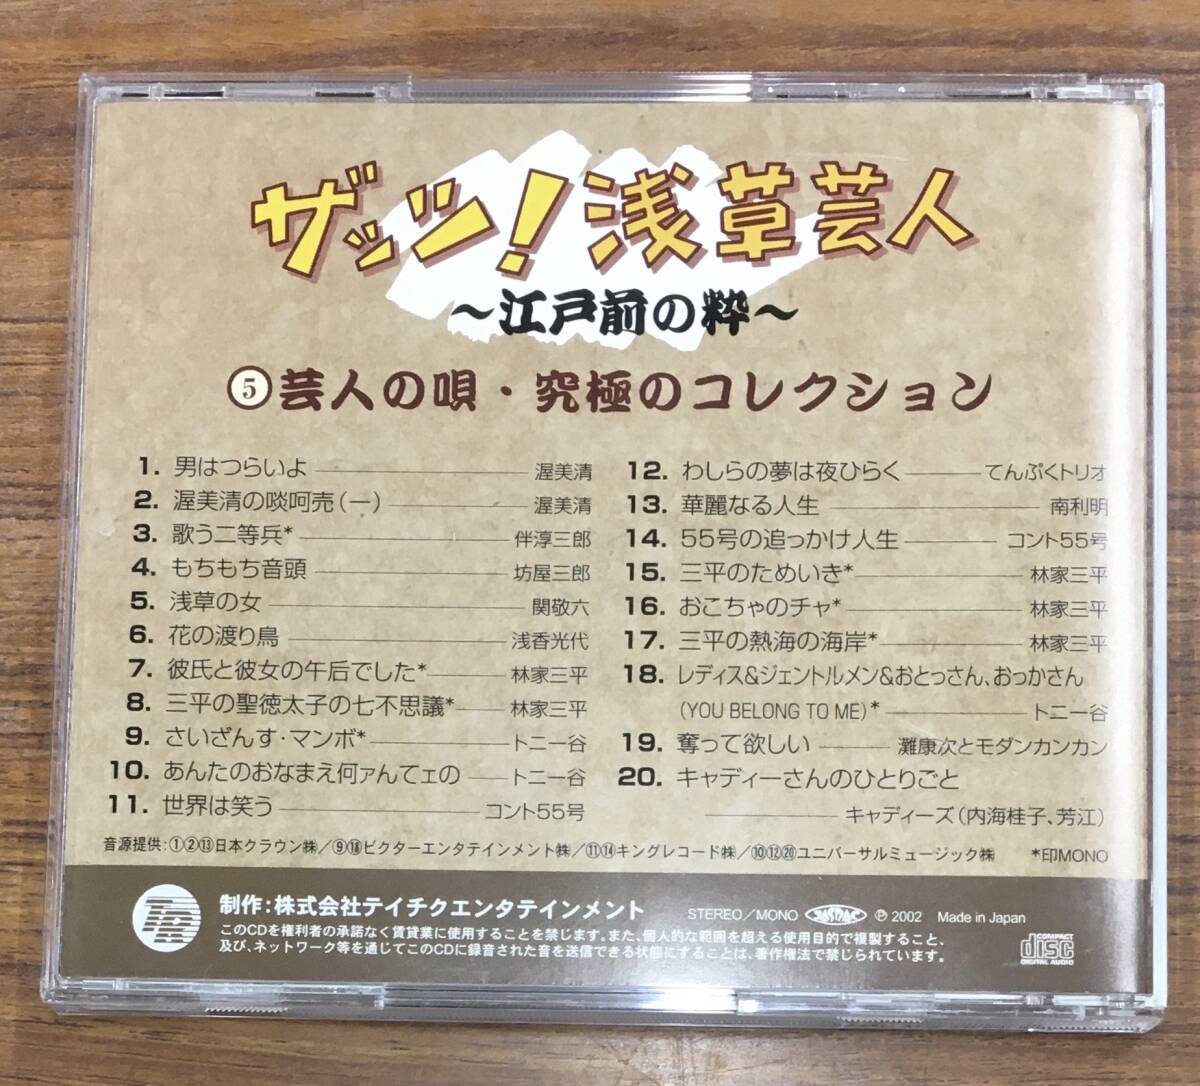 ザッツ!浅草芸人
～江戸前の粋～
⑤芸人の唄・究極のコレクション
1. 男はつらいよ 渥美清
2. 渥美清の啖呵売(一) 渥美清
3. 歌う二等兵* 伴淳三郎
4. もちもち音頭 坊屋三郎
5. 浅草の女 関敬六
6. 花の渡り鳥 浅香光代
7. 彼氏と彼女の午后でした* 林家三平
8. 三平の聖徳太子の七不思議* 林家三平
9. さいざんす・マンボ* トニー谷
10. あんたのおなまえ何ァんてェの トニー谷
11. 世界は笑う コント55号
12. わしらの夢は夜ひらく てんぷくトリオ
13. 華麗なる人生 南利明
14. 55号の追っかけ人生 コント55号
15. 三平のためいき* 林家三平
16. おこちゃのチャ* 林家三平
17. 三平の熱海の海岸* 林家三平
18. レディス&ジェントルメン&おとっさん、おっかさん
(YOU BELONG TO ME)* トニー谷
19. 奪って欲しい 灘康次とモダンカンカン
20. キャディーさんのひとりごと
キャディーズ(内海桂子、芳江)
音源提供:①②⑬日本クラウン㈱/⑨⑱ビクターエンタテインメント㈱/⑪⑭キングレコード㈱/⑩⑫⑳ユニバーサルミュージック㈱ *印MONO
制作:株式会社テイチクエンタテインメント STEREO/MONO JASRAC ℗ 2002 Made in Japan
このCDを権利者の承諾なく賃貸業に使用することを禁じます。また、個人的な範囲を超える使用目的で複製すること、
及び、ネットワーク等を通じてこのCDに録音された音を送信できる状態にすることは、著作権法で禁じられています。
COMPACT
disc
DIGITAL AUDIO